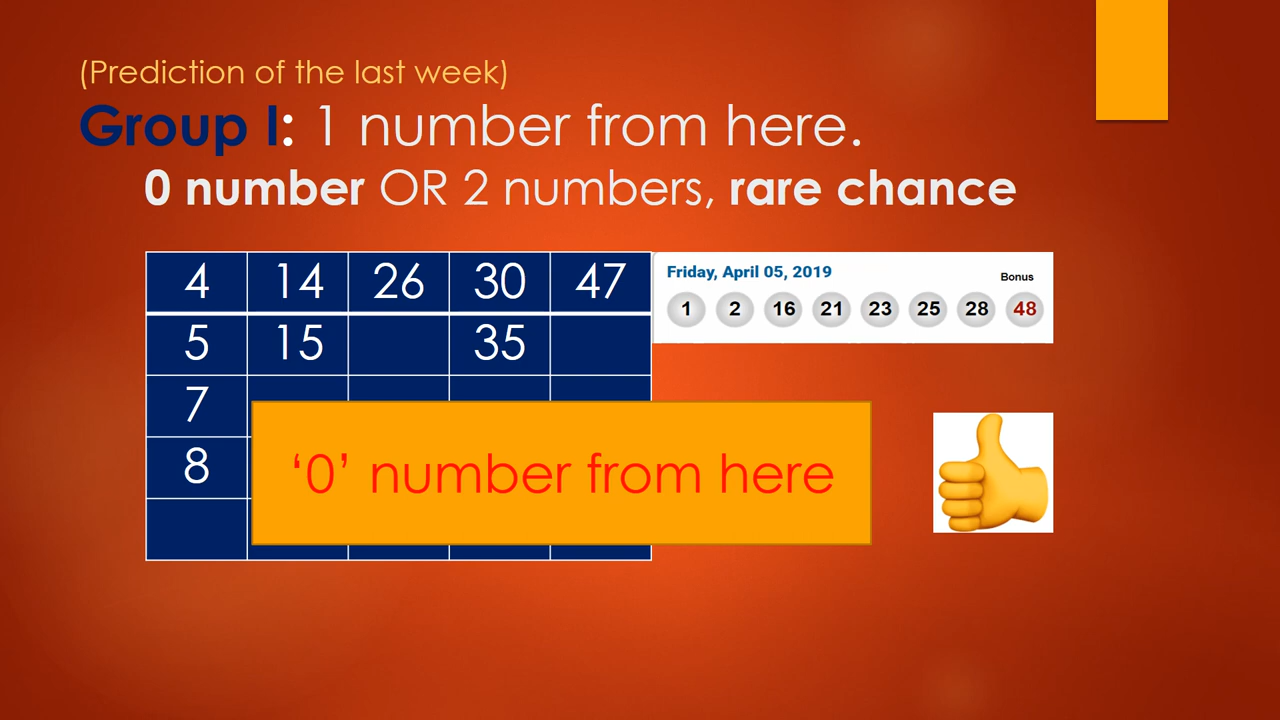 (Prediction of the last week)
Group I: 1 number from here.
0 number OR 2 numbers, rare chance
4 14 26 30 47
5 15 35
7
8
Friday, April 05, 2019
Bonus
1 2 16 21 23 25 28 48
‘0’ number from here